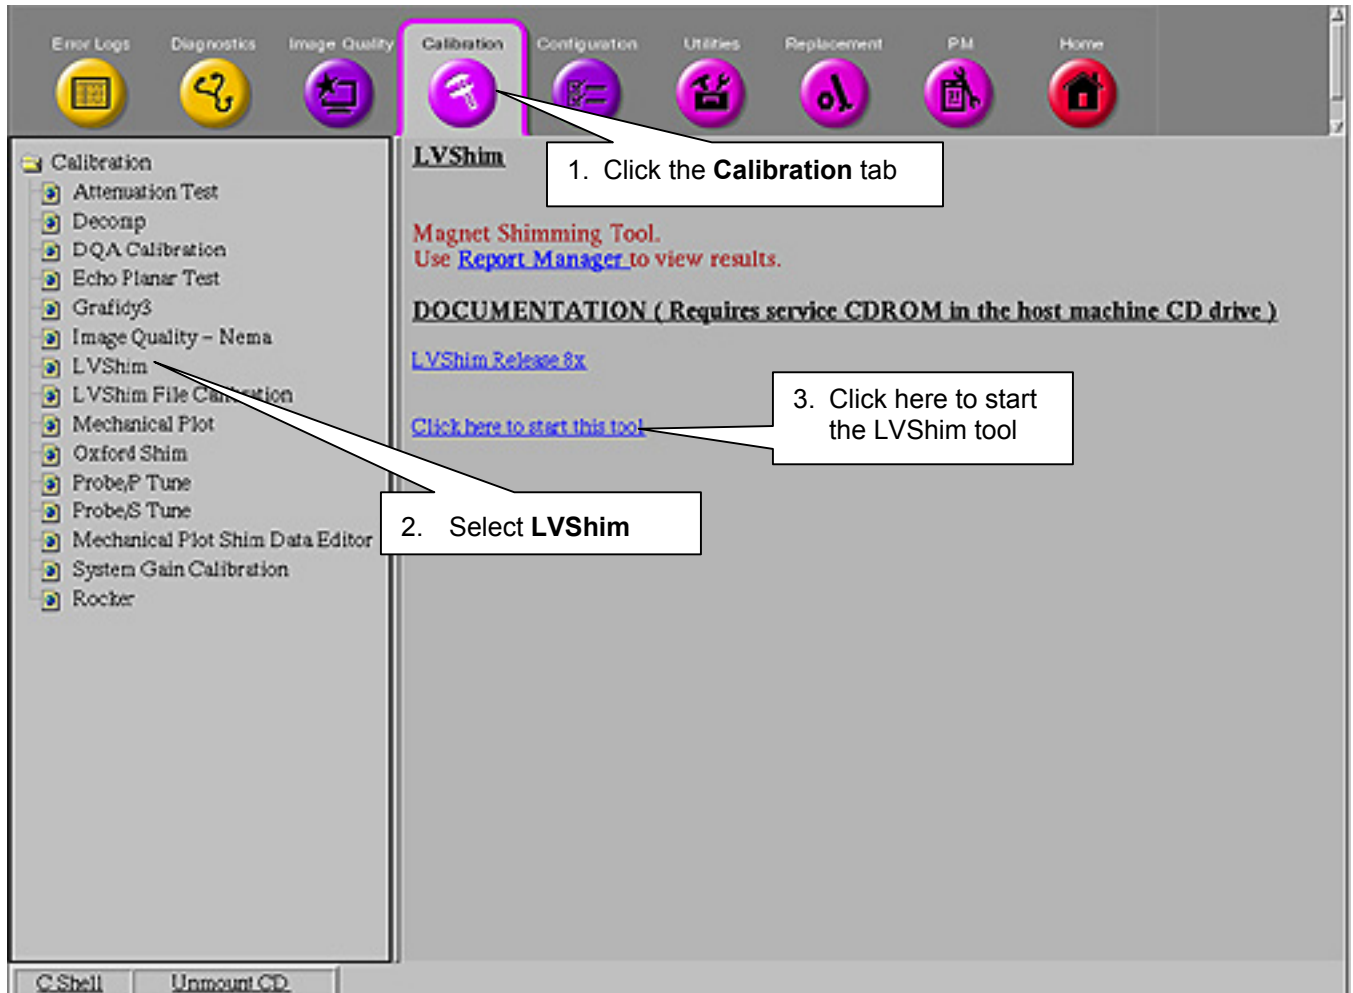 Error Logs Diagnostics Image Quality Calibration Configuration Utilities Replacement PM Home
Calibration
Attenuation Test
Decomp
DQA Calibration
Echo Planar Test
Grafidy3
Image Quality – Nema
LVShim
LVShim File Calibration
Mechanical Plot
Oxford Shim
Probe/P Tune
Probe/S Tune
Mechanical Plot Shim Data Editor
System Gain Calibration
Rocker
LVShim
1. Click the Calibration tab
Magnet Shimming Tool.
Use Report Manager to view results.
DOCUMENTATION ( Requires service CDROM in the host machine CD drive )
LVShim Release 8x
Click here to start this tool
3. Click here to start
the LVShim tool
2. Select LVShim
C Shell Unmount CD